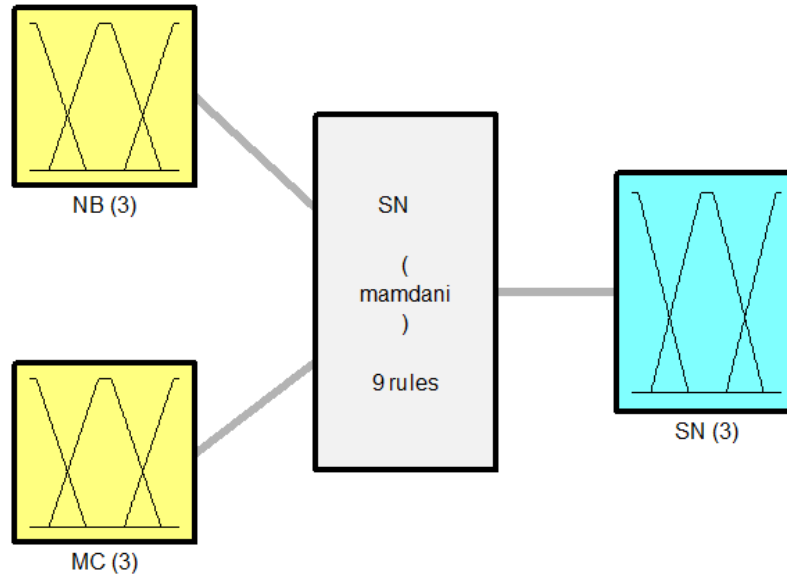 NB (3)
MC (3)
SN
(
mamdani
)
9 rules
SN (3)